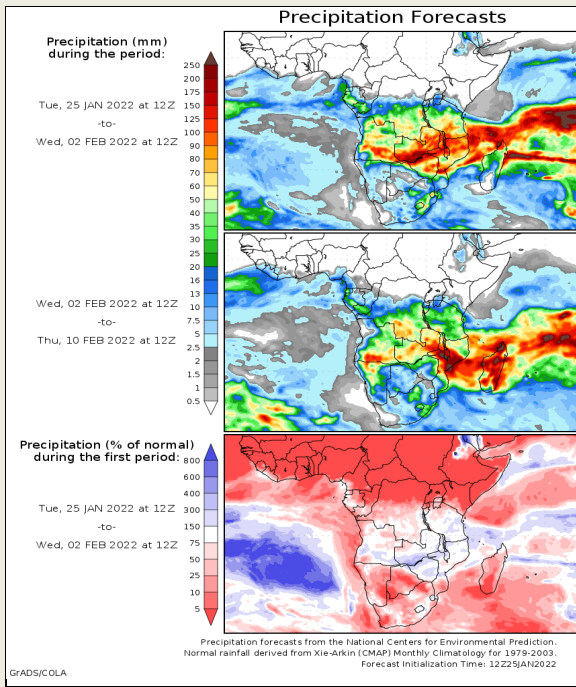 Precipitation Forecasts
Precipitation (mm)
during the period:
Tue, 25 JAN 2022 at 12Z
-to-
Wed, 02 FEB 2022 at 12Z
250
200
175
150
125
100
90
80
70
60
50
40
35
30
25
20
16
13
10
7.5
5
2.5
2
1.5
1
0.5
Wed, 02 FEB 2022 at 12Z
-to-
Thu, 10 FEB 2022 at 12Z
Precipitation (% of normal)
during the first period:
Tue, 25 JAN 2022 at 12Z
-to-
Wed, 02 FEB 2022 at 12Z
800
600
400
300
150
75
50
25
10
5
Precipitation forecasts from the National Centers for Environmental Prediction.
Normal rainfall derived from Xie-Arkin (CMAP) Monthly Climatology for 1979-2003.
Forecast Initialization Time: 12Z25JAN2022
GrADS/COLA